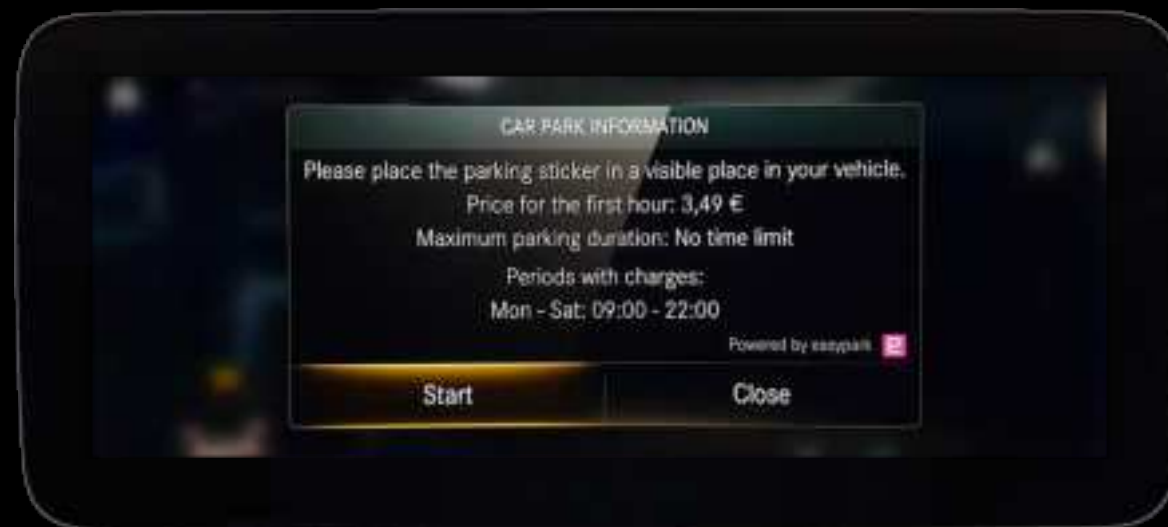 CAR PARK INFORMATION
Please place the parking sticker in a visible place in your vehicle.
Price for the first hour: 3,49 €
Maximum parking duration: No time limit
Periods with charges:
Mon - Sat: 09:00 - 22:00
Powered by easypark
Start
Close